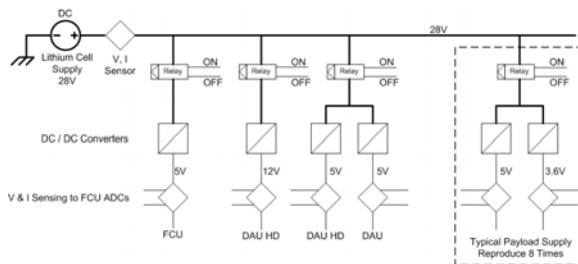 DC
28V
Lithium Cell
Supply
28V
V, I
Sensor
Relay
ON
OFF
Relay
ON
OFF
Relay
ON
OFF
Relay
ON
OFF
DC / DC Converters
5V
12V
5V
5V
5V
3.6V
V & I Sensing to FCU ADCs
FCU
DAU HD
DAU HD
DAU
Typical Payload Supply
Reproduce 8 Times